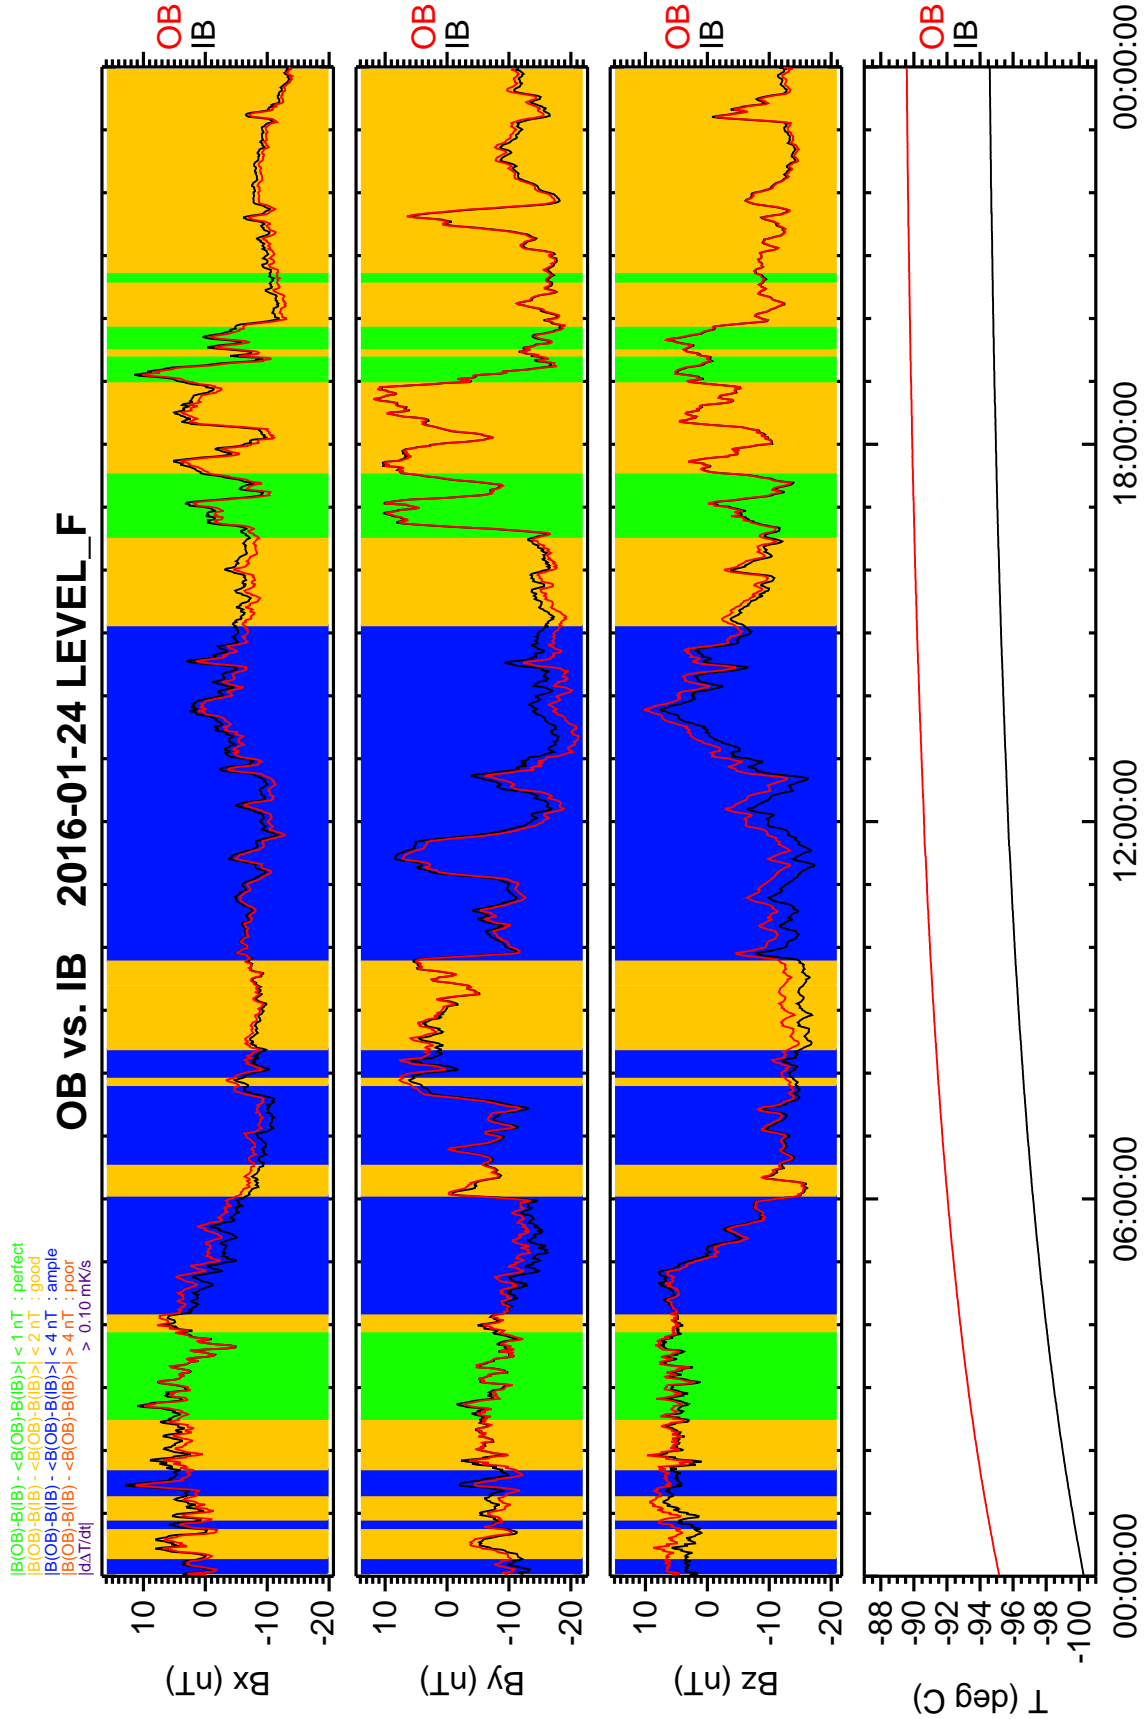 |B(OB)-B(IB) - <B(OB)-B(IB)>| < 1 nT : perfect
|B(OB)-B(IB) - <B(OB)-B(IB)>| < 2 nT : good
|B(OB)-B(IB) - <B(OB)-B(IB)>| < 4 nT : ample
|B(OB)-B(IB) - <B(OB)-B(IB)>| > 4 nT : poor
|dΔT/dt| > 0.10 mK/s
OB vs. IB 2016-01-24 LEVEL_F
Bx (nT)
10
0
-10
-20
OB
IB
By (nT)
10
0
-10
-20
OB
IB
Bz (nT)
10
0
-10
-20
OB
IB
T (deg C)
-88
-90
-92
-94
-96
-98
-100
OB
IB
00:00:00
06:00:00
12:00:00
18:00:00
00:00:00